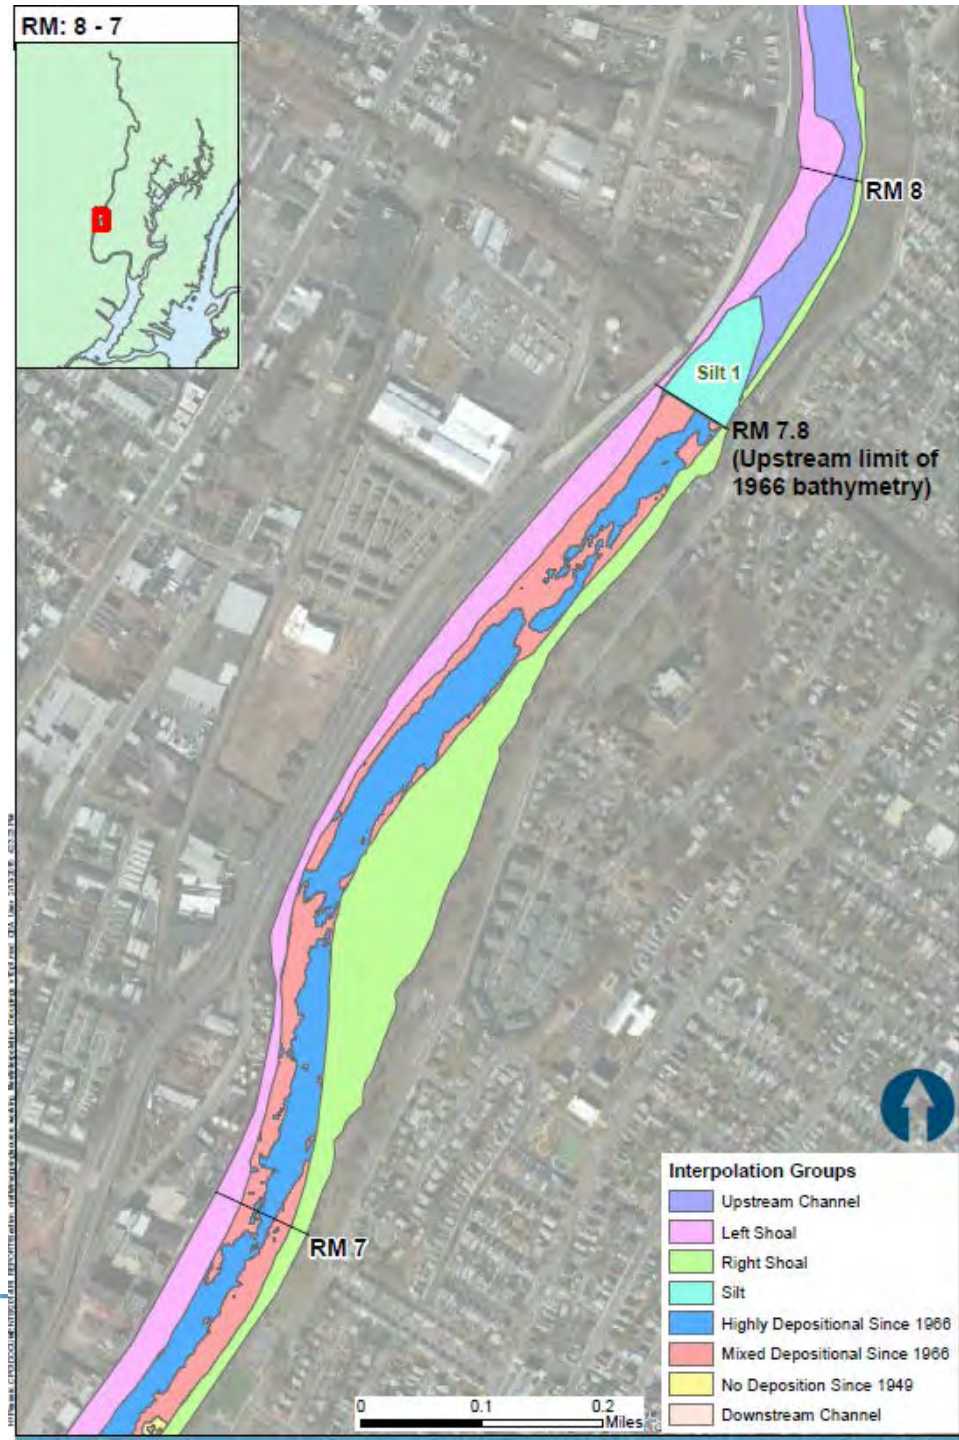 RM: 8 - 7
RM 8
Silt 1
RM 7.8
(Upstream limit of
1966 bathymetry)
RM 7
Interpolation Groups
Upstream Channel
Left Shoal
Right Shoal
Silt
Highly Depositional Since 1966
Mixed Depositional Since 1966
No Deposition Since 1949
Downstream Channel
0 0.1 0.2
Miles